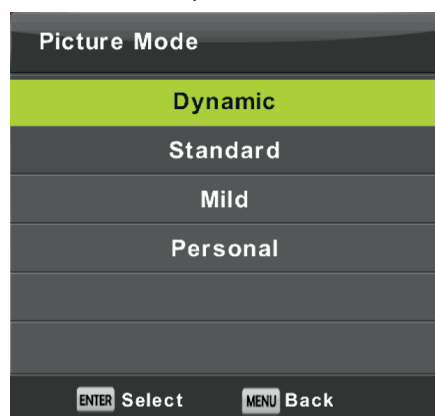 Picture Mode
Dynamic
Standard
Mild
Personal
ENTER Select MENU Back